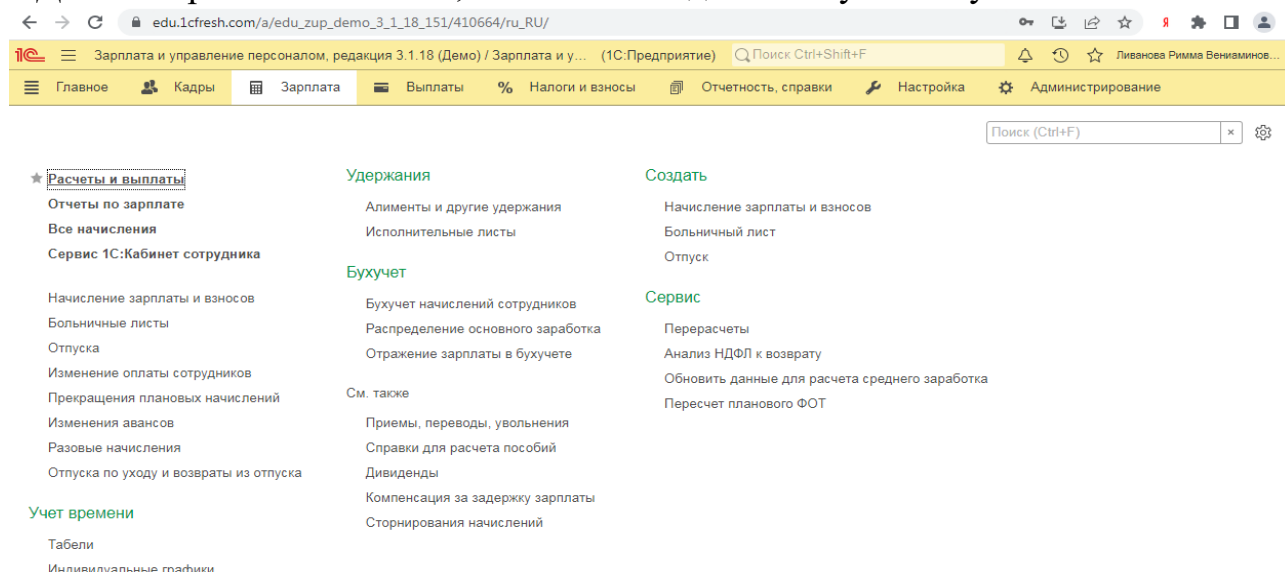 edu.1cfresh.com/a/edu_zup_demo_3_1_18_151/410664/ru_RU/
Я
1С
Зарплата и управление персоналом, редакция 3.1.18 (Демо) / Зарплата и у... (1С:Предприятие)
Поиск Ctrl+Shift+F
Ливанова Римма Вениаминов...
Главное
Кадры
Зарплата
Выплаты
% Налоги и взносы
Отчетность, справки
Настройка
Администрирование
Поиск (Ctrl+F)
×
Расчеты и выплаты
Отчеты по зарплате
Все начисления
Сервис 1С:Кабинет сотрудника
Начисление зарплаты и взносов
Больничные листы
Отпуска
Изменение оплаты сотрудников
Прекращения плановых начислений
Изменения авансов
Разовые начисления
Отпуска по уходу и возвраты из отпуска
Учет времени
Табели
Индивидуальные графики
Удержания
Алименты и другие удержания
Исполнительные листы
Бухучет
Бухучет начислений сотрудников
Распределение основного заработка
Отражение зарплаты в бухучете
См. также
Приемы, переводы, увольнения
Справки для расчета пособий
Дивиденды
Компенсация за задержку зарплаты
Сторнирования начислений
Создать
Начисление зарплаты и взносов
Больничный лист
Отпуск
Сервис
Перерасчеты
Анализ НДФЛ к возврату
Обновить данные для расчета среднего заработка
Пересчет планового ФОТ